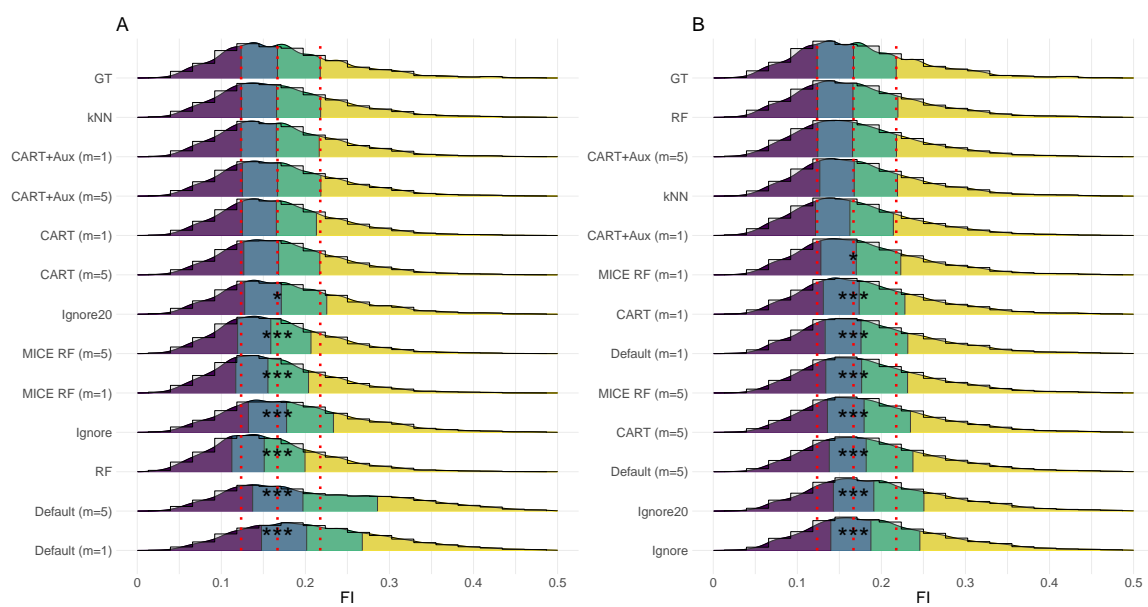 A
GT
kNN
CART+Aux (m=1)
CART+Aux (m=5)
CART (m=1)
CART (m=5)
Ignore20
*
MICE RF (m=5)
***
MICE RF (m=1)
***
Ignore
***
RF
***
Default (m=5)
***
Default (m=1)
***
0 0.1 0.2 0.3 0.4 0.5
FI
B
GT
RF
CART+Aux (m=5)
kNN
CART+Aux (m=1)
MICE RF (m=1)
*
CART (m=1)
***
Default (m=1)
***
MICE RF (m=5)
***
CART (m=5)
***
Default (m=5)
***
Ignore20
***
Ignore
***
0 0.1 0.2 0.3 0.4 0.5
FI